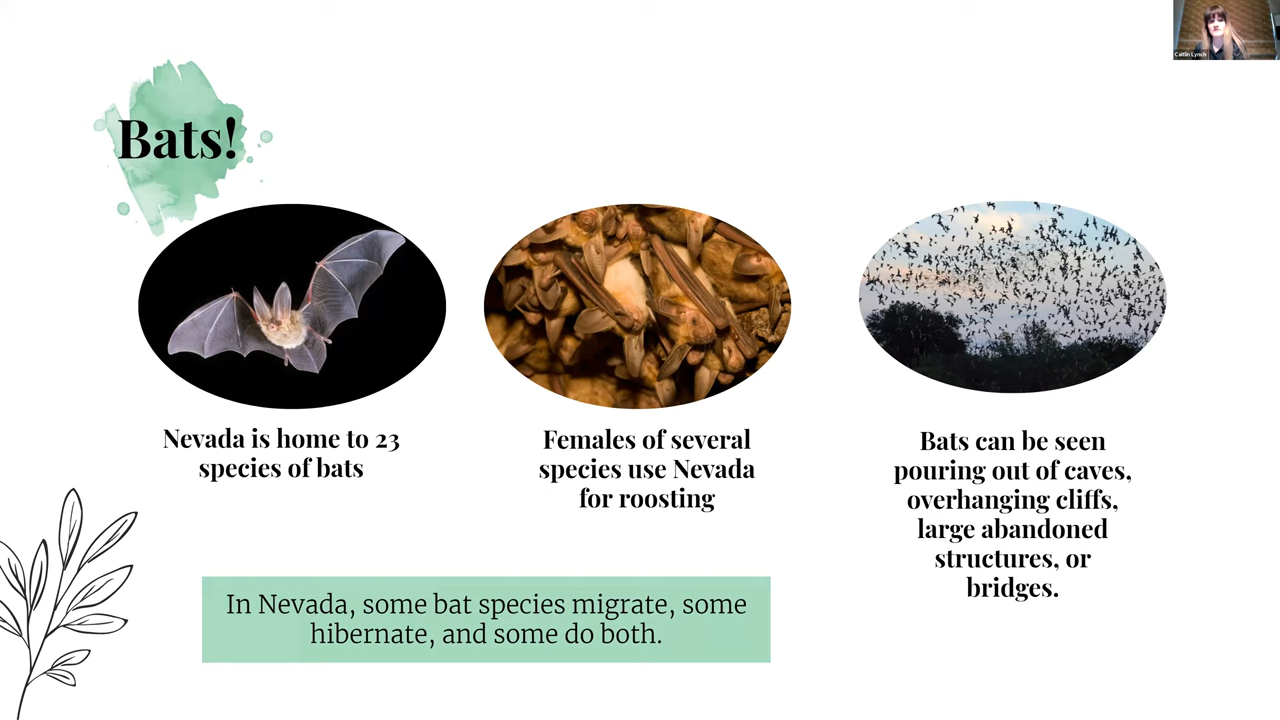 Caitlin Lynch
Bats!
Nevada is home to 23
species of bats
Females of several
species use Nevada
for roosting
Bats can be seen
pouring out of caves,
overhanging cliffs,
large abandoned
structures, or
bridges.
In Nevada, some bat species migrate, some
hibernate, and some do both.